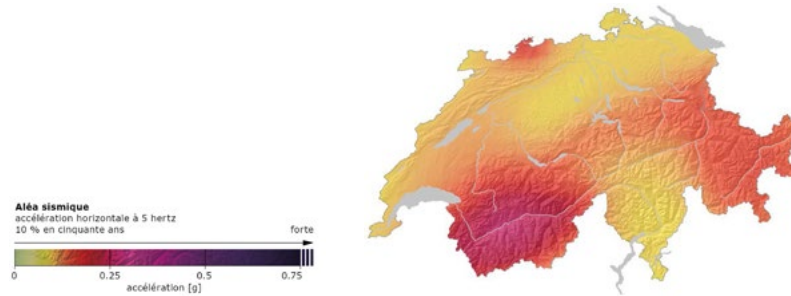 Aléa sismique
accélération horizontale à 5 hertz
10 % en cinquante ans
forte
0
0.25
0.5
0.75
accélération [g]